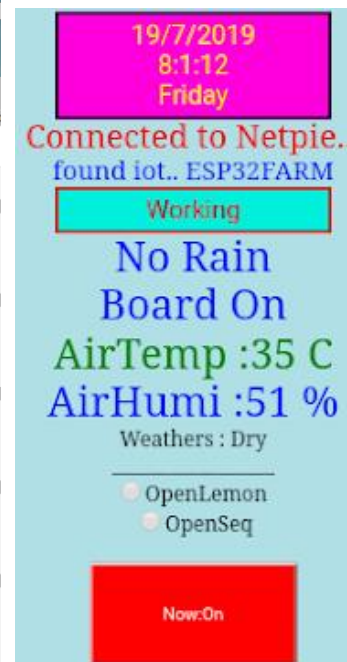 19/7/2019
8:1:12
Friday
Connected to Netpie.
found iot.. ESP32FARM
Working
No Rain
Board On
AirTemp :35 C
AirHumi :51 %
Weathers : Dry
OpenLemon
OpenSeq
Now:On